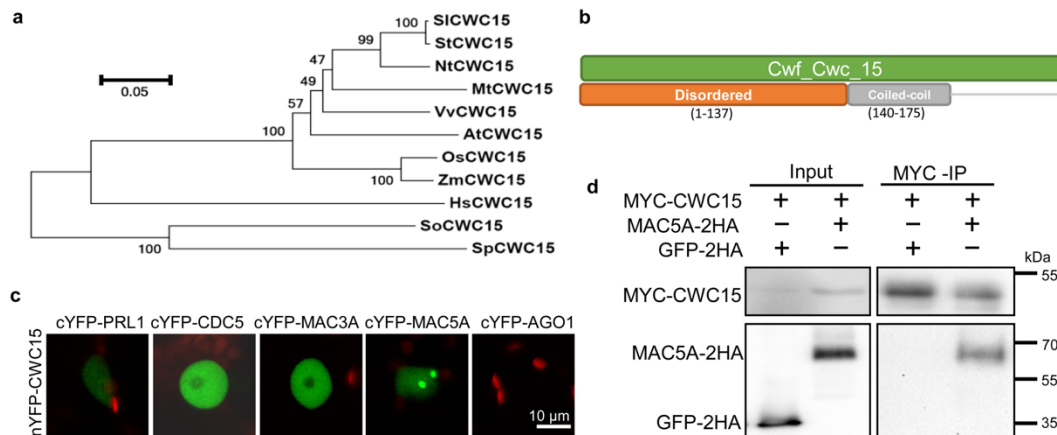 a
100
SlCWC15
StCWC15
99
NtCWC15
47
MtCWC15
49
VvCWC15
57
AtCWC15
100
OsCWC15
100
ZmCWC15
HsCWC15
SoCWC15
100
SpCWC15
0.05
b
Cwf_Cwc_15
Disordered
Coiled-coil
(1-137)
(140-175)
c
cYFP-PRL1 cYFP-CDC5 cYFP-MAC3A cYFP-MAC5A cYFP-AGO1
nYFP-CWC15
10 µm
d
Input MYC -IP
MYC-CWC15 + + + +
MAC5A-2HA – + – +
GFP-2HA + – + –
kDa
MYC-CWC15
55
MAC5A-2HA
70
55
GFP-2HA
35